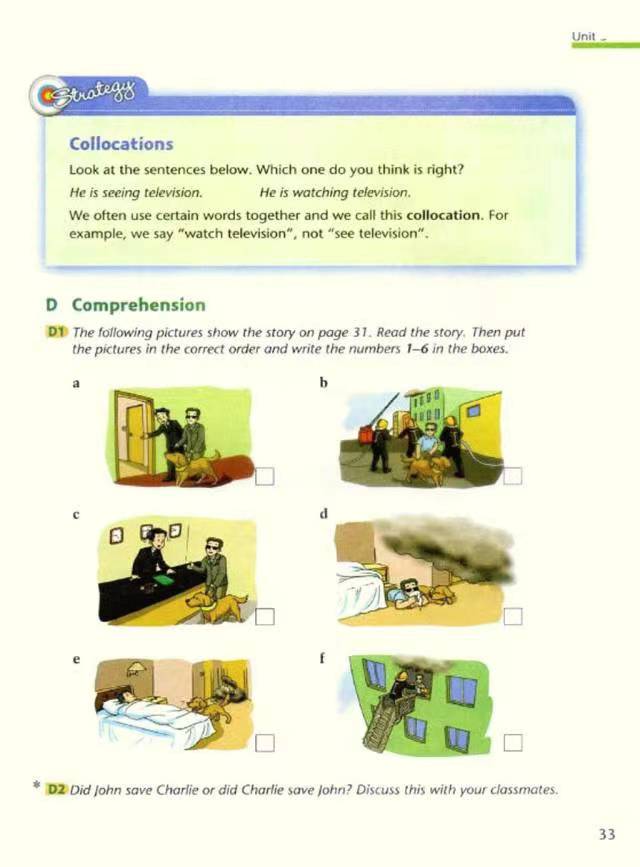 Unit
Strategy
Collocations
Look at the sentences below. Which one do you think is right?
He is seeing television. He is watching television.
We often use certain words together and we call this collocation. For
example, we say "watch television", not "see television".
D Comprehension
D1 The following pictures show the story on page 31. Read the story. Then put
the pictures in the correct order and write the numbers 1–6 in the boxes.
a b
c d
e f
* D2 Did John save Charlie or did Charlie save John? Discuss this with your classmates.
33